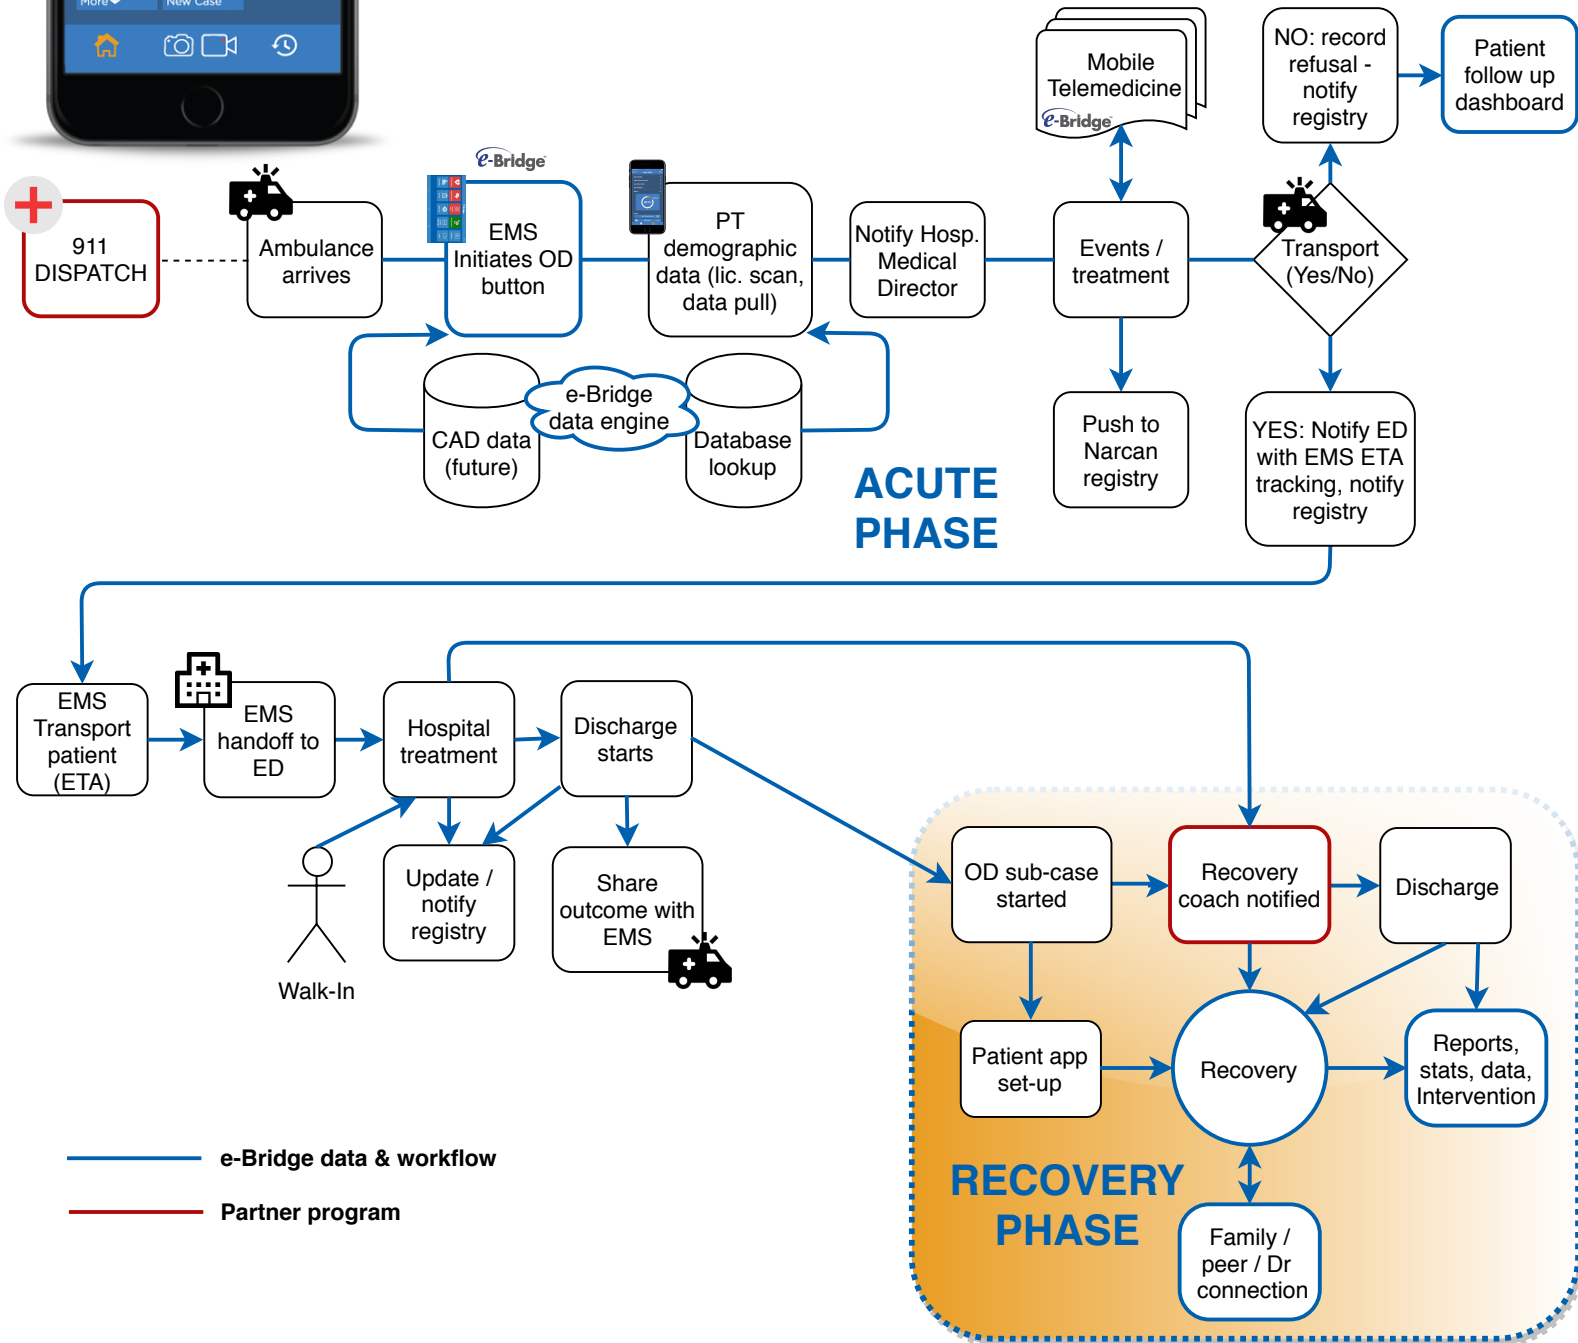 More
New Case
NO: record
refusal -
notify
registry
Patient
follow up
dashboard
Mobile
Telemedicine
e-Bridge
e-Bridge
911
DISPATCH
Ambulance
arrives
EMS
Initiates OD
button
PT
demographic
data (lic. scan,
data pull)
Notify Hosp.
Medical
Director
Events /
treatment
Transport
(Yes/No)
CAD data
(future)
e-Bridge
data engine
Database
lookup
Push to
Narcan
registry
YES: Notify ED
with EMS ETA
tracking, notify
registry
ACUTE
PHASE
EMS
Transport
patient
(ETA)
EMS
handoff to
ED
Hospital
treatment
Discharge
starts
Walk-In
Update /
notify
registry
Share
outcome with
EMS
OD sub-case
started
Recovery
coach notified
Discharge
Patient app
set-up
Recovery
Reports,
stats, data,
Intervention
RECOVERY
PHASE
Family /
peer / Dr
connection
e-Bridge data & workflow
Partner program